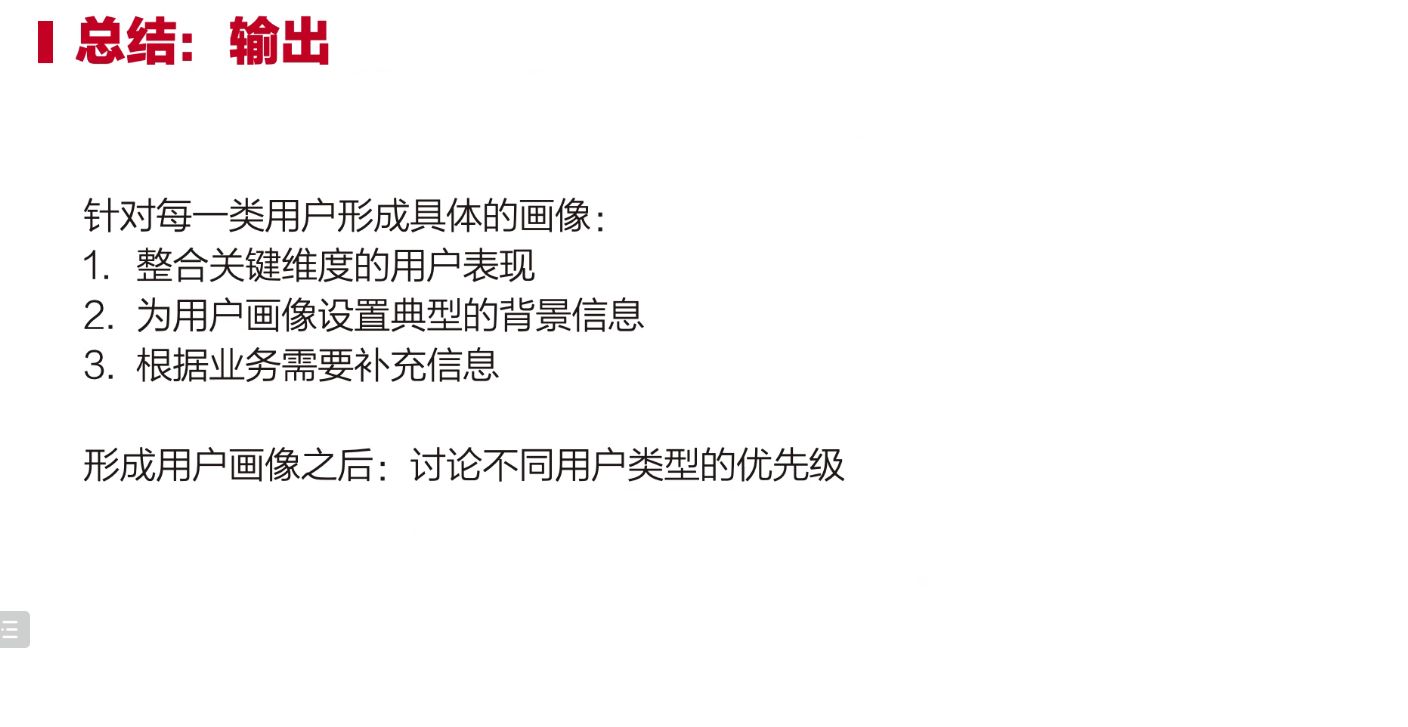 总结：输出
针对每一类用户形成具体的画像：
1. 整合关键维度的用户表现
2. 为用户画像设置典型的背景信息
3. 根据业务需要补充信息
形成用户画像之后：讨论不同用户类型的优先级